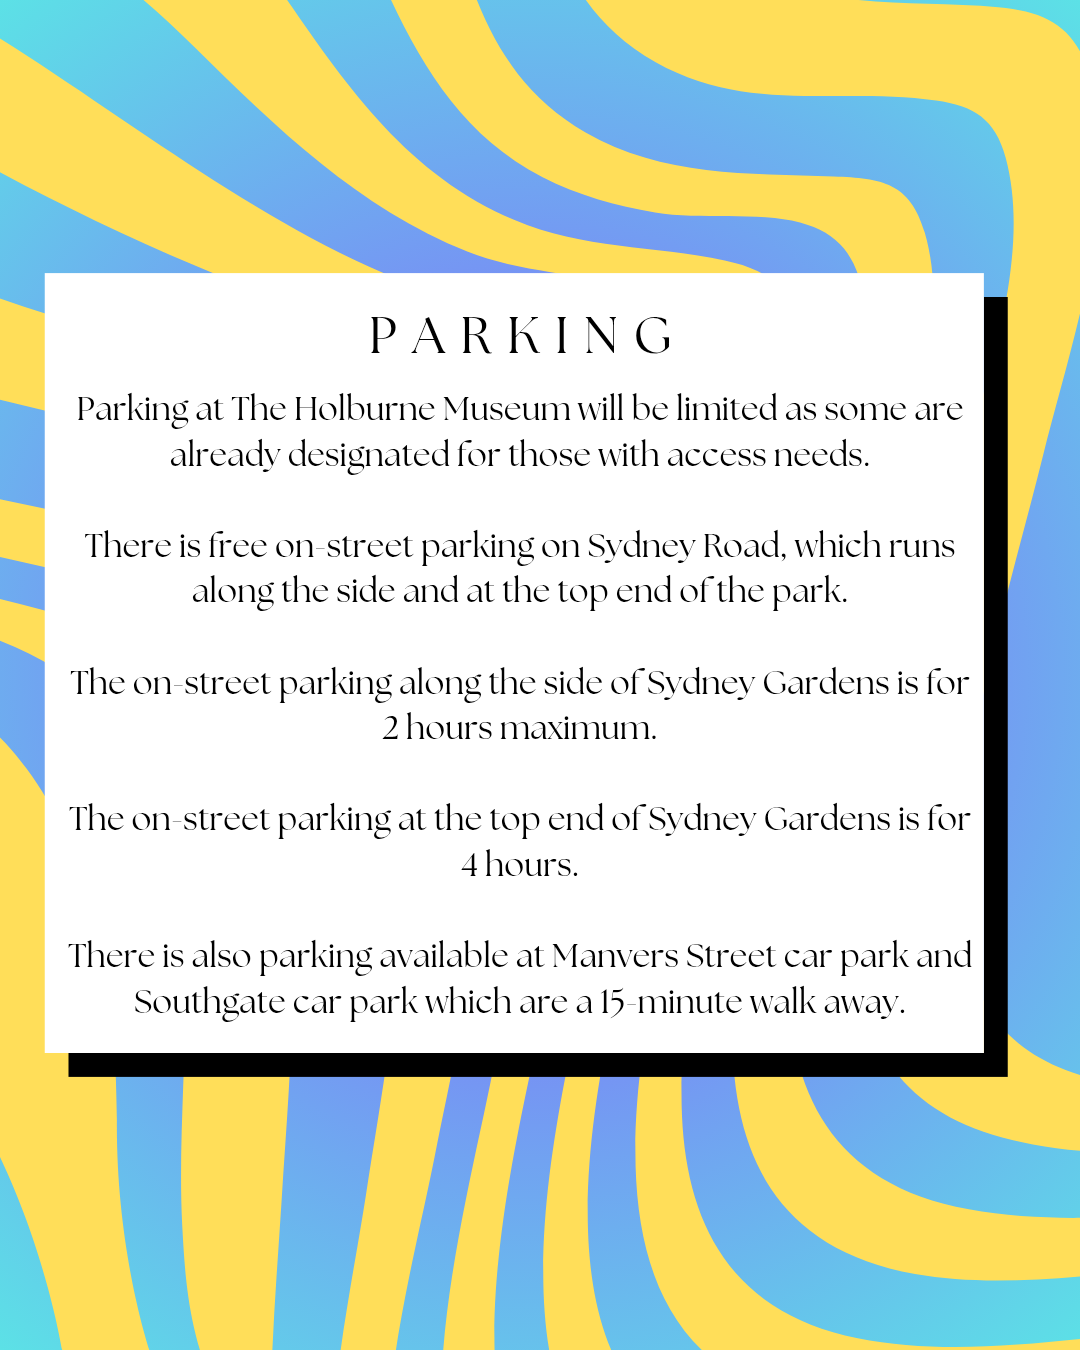 PARKING
Parking at The Holburne Museum will be limited as some are
already designated for those with access needs.
There is free on-street parking on Sydney Road, which runs
along the side and at the top end of the park.
The on-street parking along the side of Sydney Gardens is for
2 hours maximum.
The on-street parking at the top end of Sydney Gardens is for
4 hours.
There is also parking available at Manvers Street car park and
Southgate car park which are a 15-minute walk away.